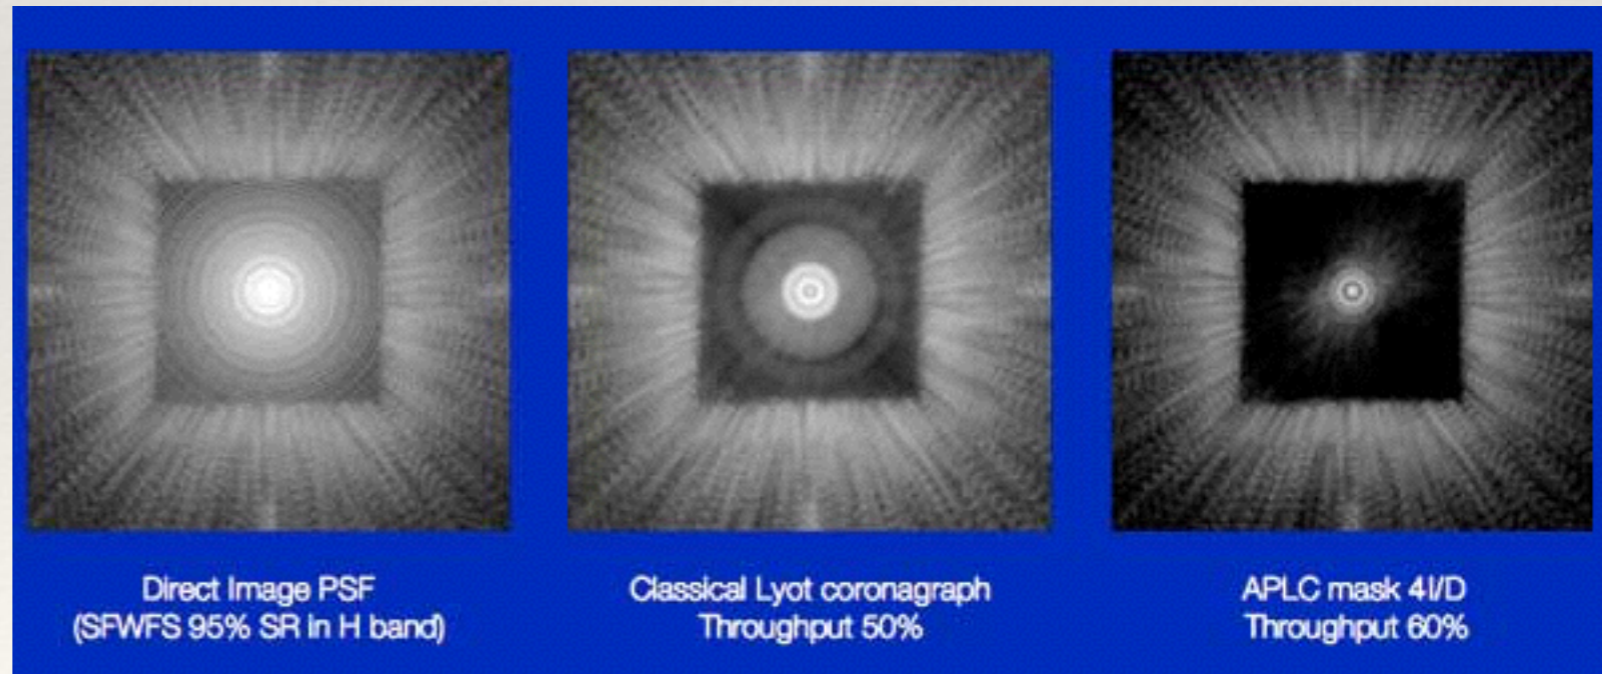 Direct Image PSF
(SFWFS 95% SR in H band)
Classical Lyot coronagraph
Throughput 50%
APLC mask 4l/D
Throughput 60%